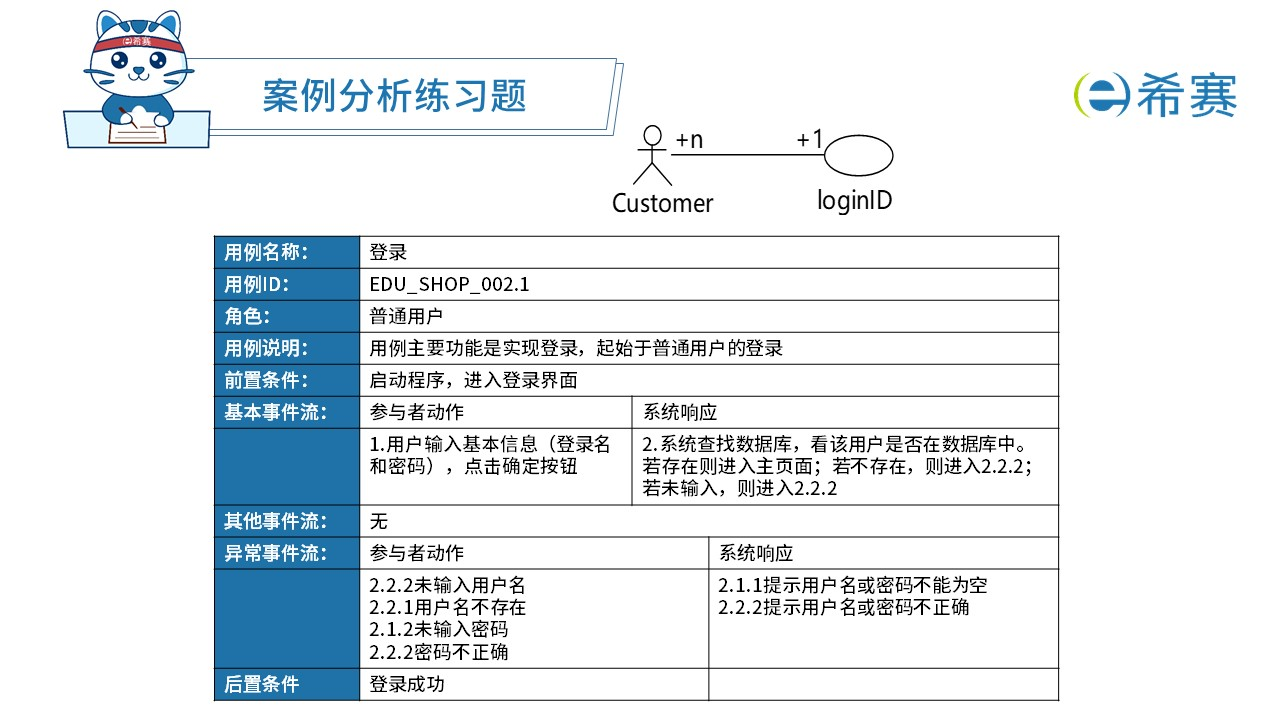 希赛
案例分析练习题
希赛
+n
+1
Customer
loginID
用例名称：
登录
用例ID：
EDU_SHOP_002.1
角色：
普通用户
用例说明：
用例主要功能是实现登录，起始于普通用户的登录
前置条件：
启动程序，进入登录界面
基本事件流：
参与者动作
系统响应
1.用户输入基本信息（登录名
和密码），点击确定按钮
2.系统查找数据库，看该用户是否在数据库中。
若存在则进入主页面；若不存在，则进入2.2.2；
若未输入，则进入2.2.2
其他事件流：
无
异常事件流：
参与者动作
系统响应
2.2.2未输入用户名
2.2.1用户名不存在
2.1.2未输入密码
2.2.2密码不正确
2.1.1提示用户名或密码不能为空
2.2.2提示用户名或密码不正确
后置条件
登录成功